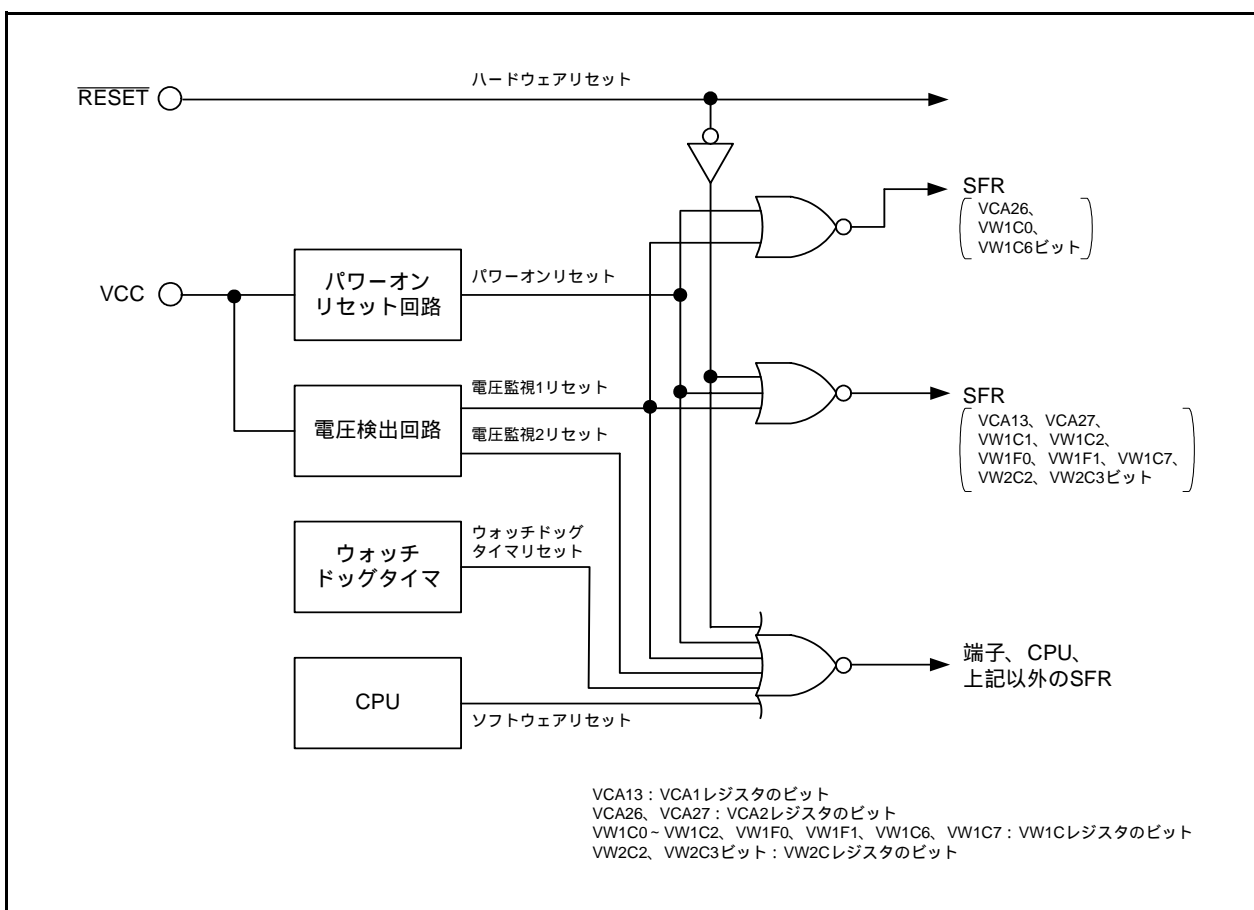 RESET
ハードウェアリセット
SFR
VCA26、
VW1C0、
VW1C6ビット
VCC
パワーオン
リセット回路
パワーオンリセット
電圧検出回路
電圧監視1リセット
電圧監視2リセット
SFR
VCA13、VCA27、
VW1C1、VW1C2、
VW1F0、VW1F1、VW1C7、
VW2C2、VW2C3ビット
ウォッチ
ドッグタイマ
ウォッチドッグ
タイマリセット
端子、CPU、
上記以外のSFR
CPU
ソフトウェアリセット
VCA13：VCA1レジスタのビット
VCA26、VCA27：VCA2レジスタのビット
VW1C0~VW1C2、VW1F0、VW1F1、VW1C6、VW1C7：VW1Cレジスタのビット
VW2C2、VW2C3ビット：VW2Cレジスタのビット